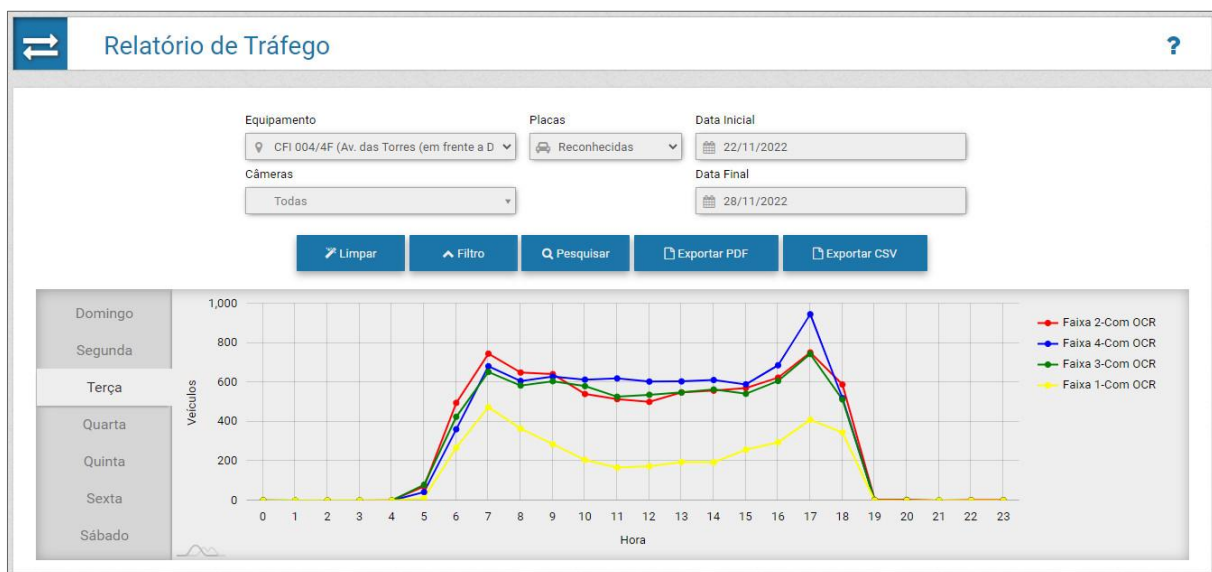 Relatório de Tráfego
?
Equipamento
Placas
Data Inicial
CFI 004/4F (Av. das Torres (em frente a D
Reconhecidas
22/11/2022
Câmeras
Data Final
Todas
28/11/2022
Limpar
Filtro
Pesquisar
Exportar PDF
Exportar CSV
Domingo
Segunda
Terça
Quarta
Quinta
Sexta
Sábado
Veículos
1,000
800
600
400
200
0
0 1 2 3 4 5 6 7 8 9 10 11 12 13 14 15 16 17 18 19 20 21 22 23
Hora
Faixa 2-Com OCR
Faixa 4-Com OCR
Faixa 3-Com OCR
Faixa 1-Com OCR